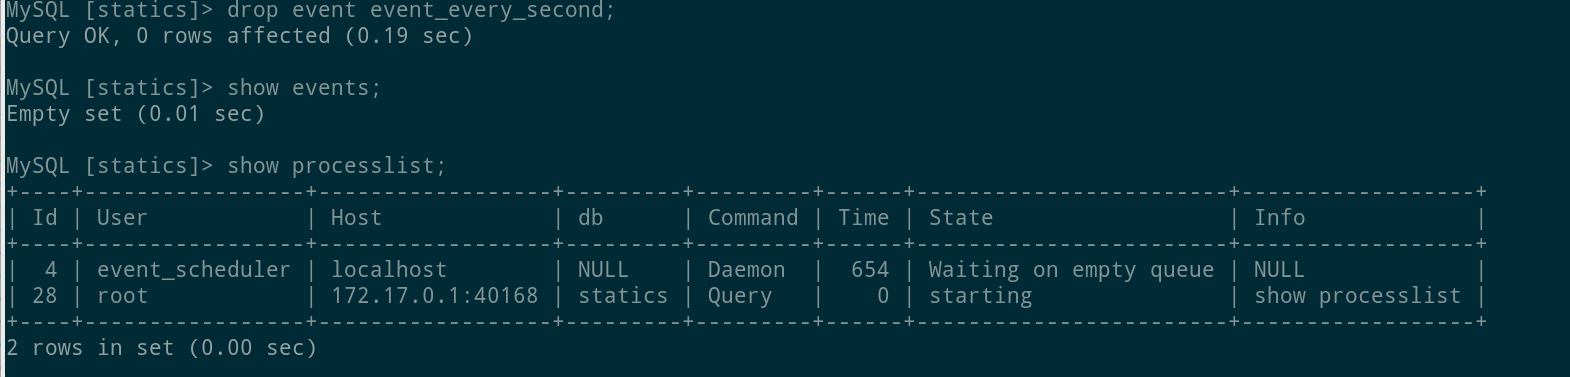 MySQL [statics]> drop event event_every_second;
Query OK, 0 rows affected (0.19 sec)
MySQL [statics]> show events;
Empty set (0.01 sec)
MySQL [statics]> show processlist;
+----+-----------------+------------------+---------+---------+------+------------------------+------------------+
| Id | User            | Host             | db      | Command | Time | State                  | Info             |
+----+-----------------+------------------+---------+---------+------+------------------------+------------------+
|  4 | event_scheduler | localhost        | NULL    | Daemon  |  654 | Waiting on empty queue | NULL             |
| 28 | root            | 172.17.0.1:40168 | statics | Query   |    0 | starting               | show processlist |
+----+-----------------+------------------+---------+---------+------+------------------------+------------------+
2 rows in set (0.00 sec)